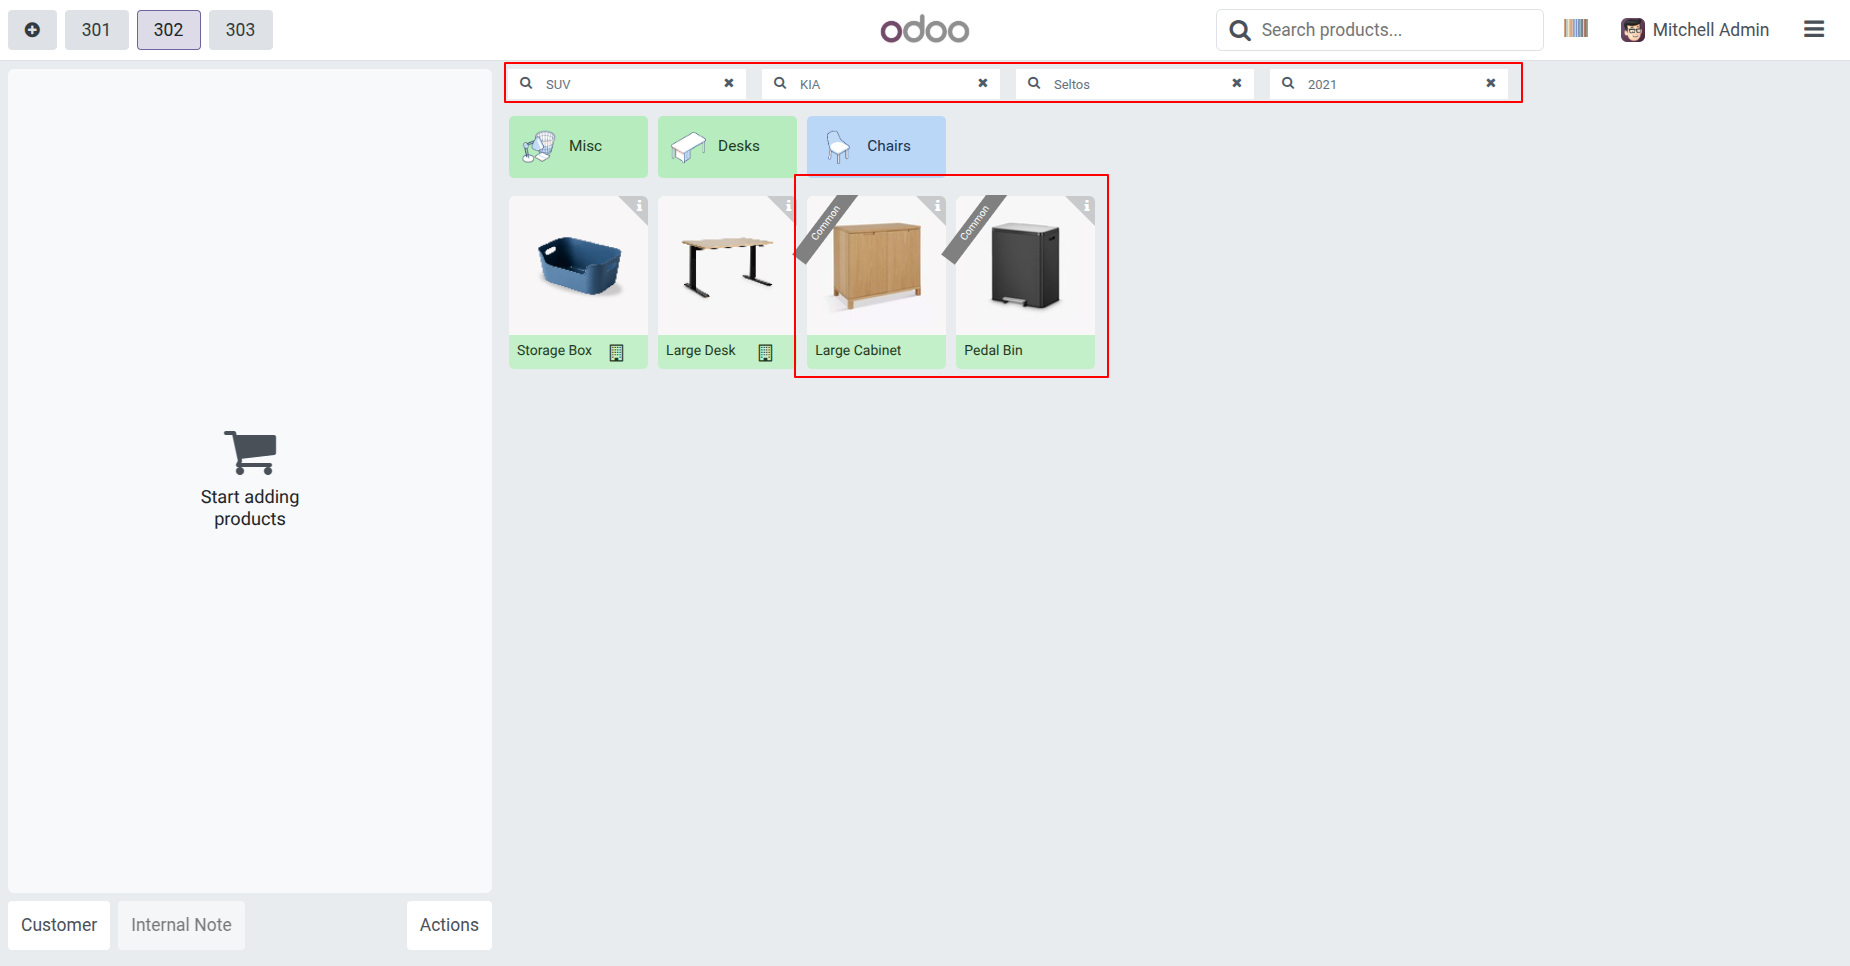 301
302
303
odoo
Search products...
Mitchell Admin
SUV
KIA
Seltos
2021
Misc
Desks
Chairs
Common
Common
Storage Box
Large Desk
Large Cabinet
Pedal Bin
Start adding
products
Customer
Internal Note
Actions